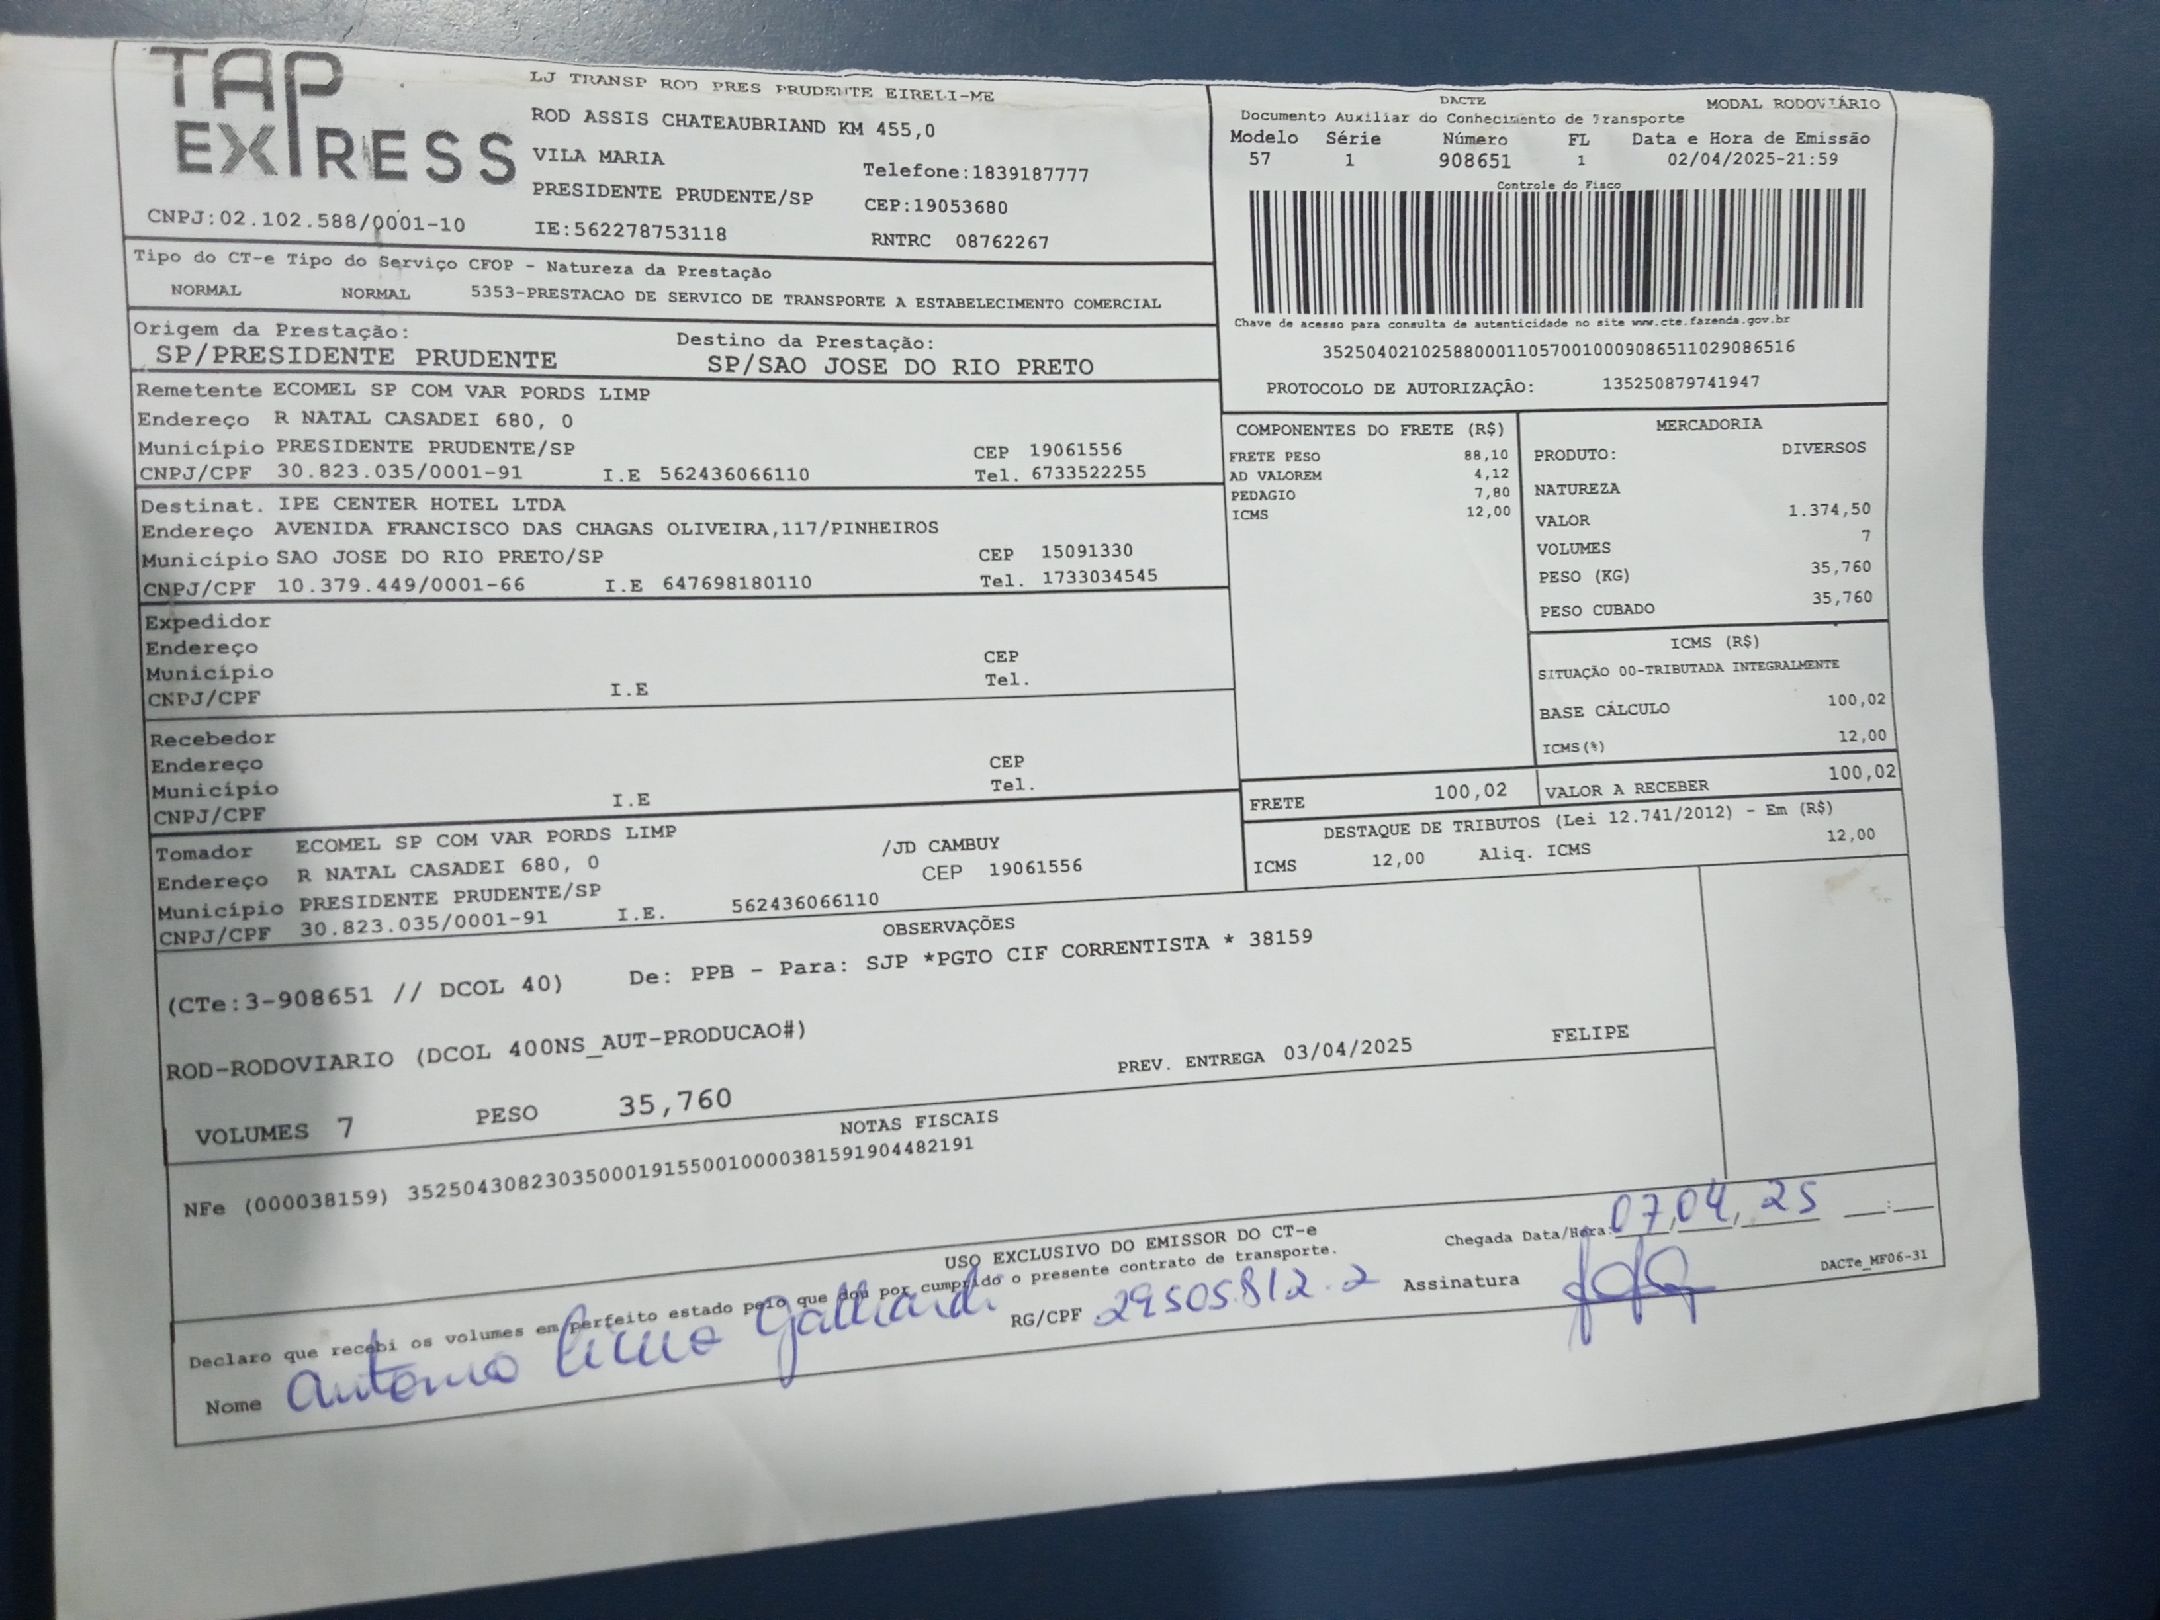 TAP EXPRESS
LJ TRANSP ROD PRES PRUDENTE EIRELI-ME
ROD ASSIS CHATEAUBRIAND KM 455,0
VILA MARIA Telefone:1839187777
PRESIDENTE PRUDENTE/SP CEP:19053680
CNPJ:02.102.588/0001-10 IE:562278753118 RNTRC 08762267
DACTE MODAL RODOVIÁRIO
Documento Auxiliar do Conhecimento de Transporte
Modelo Série Número FL Data e Hora de Emissão
57 1 908651 1 02/04/2025-21:59
Controle do Fisco
Chave de acesso para consulta de autenticidade no site www.cte.fazenda.gov.br
35250402102588000110570010009086511029086516
PROTOCOLO DE AUTORIZAÇÃO: 135250879741947
Tipo do CT-e Tipo do Serviço CFOP - Natureza da Prestação
NORMAL NORMAL 5353-PRESTACAO DE SERVICO DE TRANSPORTE A ESTABELECIMENTO COMERCIAL
Origem da Prestação: Destino da Prestação:
SP/PRESIDENTE PRUDENTE SP/SAO JOSE DO RIO PRETO
Remetente ECOMEL SP COM VAR PORDS LIMP
Endereço R NATAL CASADEI 680, 0
Município PRESIDENTE PRUDENTE/SP CEP 19061556
CNPJ/CPF 30.823.035/0001-91 I.E 562436066110 Tel. 6733522255
Destinat. IPE CENTER HOTEL LTDA
Endereço AVENIDA FRANCISCO DAS CHAGAS OLIVEIRA,117/PINHEIROS
Município SAO JOSE DO RIO PRETO/SP CEP 15091330
CNPJ/CPF 10.379.449/0001-66 I.E 647698180110 Tel. 1733034545
Expedidor
Endereço
Município CEP
CNPJ/CPF I.E Tel.
Recebedor
Endereço CEP
Município Tel.
CNPJ/CPF I.E
Tomador ECOMEL SP COM VAR PORDS LIMP
Endereço R NATAL CASADEI 680, 0 /JD CAMBUY
Município PRESIDENTE PRUDENTE/SP CEP 19061556
CNPJ/CPF 30.823.035/0001-91 I.E. 562436066110
COMPONENTES DO FRETE (R$)
FRETE PESO 88,10
AD VALOREM 4,12
PEDAGIO 7,80
ICMS 12,00
MERCADORIA
PRODUTO: DIVERSOS
NATUREZA
VALOR 1.374,50
VOLUMES 7
PESO (KG) 35,760
PESO CUBADO 35,760
ICMS (R$)
SITUAÇÃO 00-TRIBUTADA INTEGRALMENTE
BASE CÁLCULO 100,02
ICMS(%) 12,00
FRETE 100,02 VALOR A RECEBER 100,02
DESTAQUE DE TRIBUTOS (Lei 12.741/2012) - Em (R$)
ICMS 12,00 Aliq. ICMS 12,00
OBSERVAÇÕES
(CTe:3-908651 // DCOL 40) De: PPB - Para: SJP *PGTO CIF CORRENTISTA * 38159
ROD-RODOVIARIO (DCOL 400NS_AUT-PRODUCAO#)
PREV. ENTREGA 03/04/2025 FELIPE
VOLUMES 7 PESO 35,760
NOTAS FISCAIS
NFe (000038159) 35250430823035000191550010000381591904482191
USO EXCLUSIVO DO EMISSOR DO CT-e
Declaro que recebi os volumes em perfeito estado pelo que dou por cumprido o presente contrato de transporte.
Chegada Data/Hora: 07/04/25 __:__
Nome Antonio Galhardi RG/CPF 29505812-2 Assinatura
DACTe_MF06-31